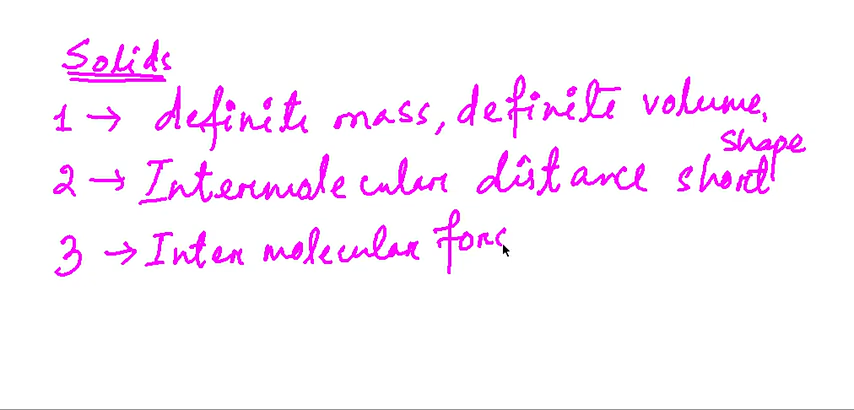 Solids
1 → definite mass, definite volume,
shape
2 → Intermolecular distance short
3 → Inter molecular forc